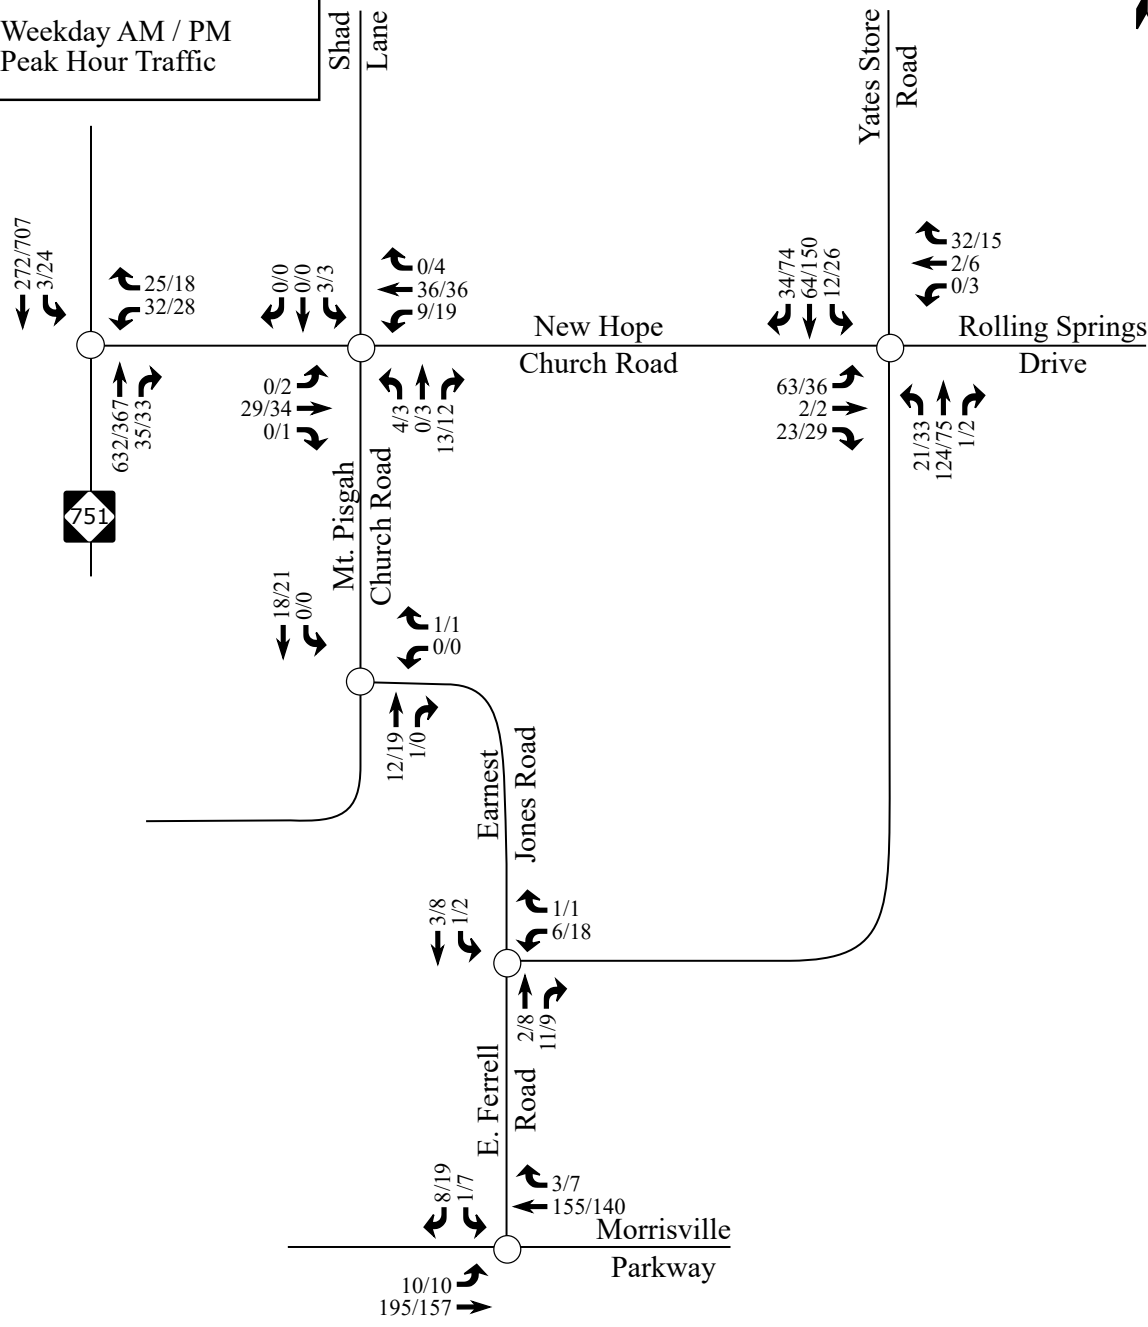 Weekday AM / PM
Peak Hour Traffic
Shad
Lane
Yates Store
Road
272/707
3/24
25/18
32/28
632/367
35/33
751
0/0
0/0
3/3
0/4
36/36
9/19
0/2
29/34
0/1
4/3
0/3
13/12
New Hope
Church Road
34/74
64/150
12/26
32/15
2/6
0/3
Rolling Springs
Drive
63/36
2/2
23/29
21/33
124/75
1/2
Mt. Pisgah
Church Road
18/21
0/0
1/1
0/0
12/19
1/0
Earnest
Jones Road
3/8
1/2
1/1
6/18
2/8
11/9
E. Ferrell
Road
8/19
1/7
3/7
155/140
Morrisville
Parkway
10/10
195/157